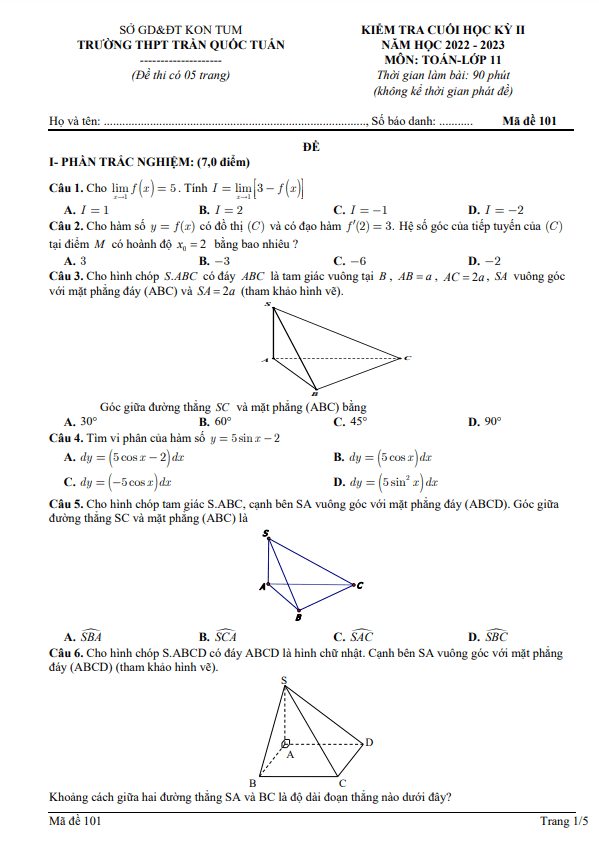 SỞ GD&ĐT KON TUM
TRƯỜNG THPT TRẦN QUỐC TUẤN
--------------------
(Đề thi có 05 trang)
KIỂM TRA CUỐI HỌC KỲ II
NĂM HỌC 2022 - 2023
MÔN: TOÁN-LỚP 11
Thời gian làm bài: 90 phút
(không kể thời gian phát đề)
Họ và tên: ..............................................................................., Số báo danh: ........... Mã đề 101
ĐỀ
I- PHẦN TRẮC NGHIỆM: (7,0 điểm)
Câu 1. Cho lim_{x→1} f(x) = 5. Tính I = lim_{x→1} [3 − f(x)]
A. I = 1 B. I = 2 C. I = −1 D. I = −2
Câu 2. Cho hàm số y = f(x) có đồ thị (C) và có đạo hàm f′(2) = 3. Hệ số góc của tiếp tuyến của (C)
tại điểm M có hoành độ x₀ = 2 bằng bao nhiêu ?
A. 3 B. −3 C. −6 D. −2
Câu 3. Cho hình chóp S.ABC có đáy ABC là tam giác vuông tại B , AB = a , AC = 2a , SA vuông góc
với mặt phẳng đáy (ABC) và SA = 2a (tham khảo hình vẽ).
S
A
C
B
Góc giữa đường thẳng SC và mặt phẳng (ABC) bằng
A. 30° B. 60° C. 45° D. 90°
Câu 4. Tìm vi phân của hàm số y = 5 sin x − 2
A. dy = (5 cos x − 2)dx B. dy = (5 cos x)dx
C. dy = (−5 cos x)dx D. dy = (5 sin² x)dx
Câu 5. Cho hình chóp tam giác S.ABC, cạnh bên SA vuông góc với mặt phẳng đáy (ABCD). Góc giữa
đường thẳng SC và mặt phẳng (ABC) là
S
A
C
B
A. \widehat{SBA} B. \widehat{SCA} C. \widehat{SAC} D. \widehat{SBC}
Câu 6. Cho hình chóp S.ABCD có đáy ABCD là hình chữ nhật. Cạnh bên SA vuông góc với mặt phẳng
đáy (ABCD) (tham khảo hình vẽ).
S
D
A
B
C
Khoảng cách giữa hai đường thẳng SA và BC là độ dài đoạn thẳng nào dưới đây?
Mã đề 101 Trang 1/5